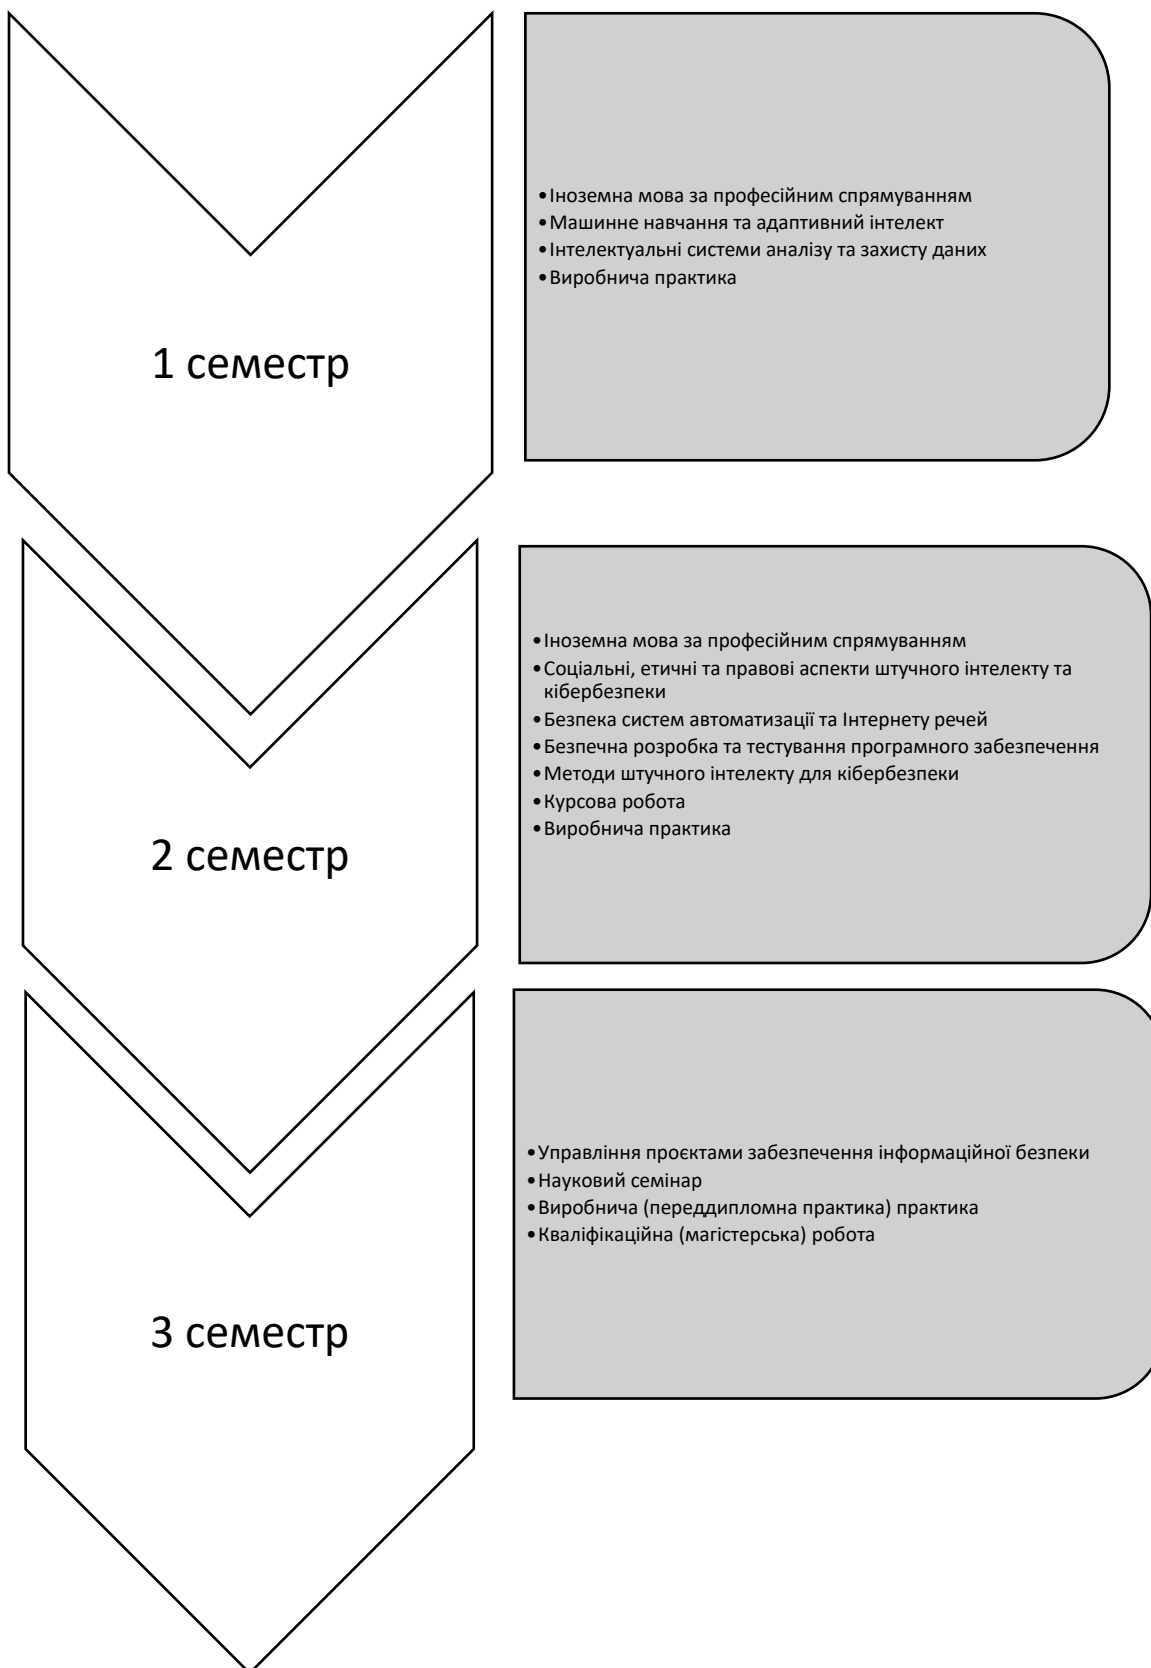 1 семестр
•Іноземна мова за професійним спрямуванням
•Машинне навчання та адаптивний інтелект
•Інтелектуальні системи аналізу та захисту даних
•Виробнича практика
2 семестр
•Іноземна мова за професійним спрямуванням
•Соціальні, етичні та правові аспекти штучного інтелекту та
кібербезпеки
•Безпека систем автоматизації та Інтернету речей
•Безпечна розробка та тестування програмного забезпечення
•Методи штучного інтелекту для кібербезпеки
•Курсова робота
•Виробнича практика
3 семестр
•Управління проєктами забезпечення інформаційної безпеки
•Науковий семінар
•Виробнича (переддипломна практика) практика
•Кваліфікаційна (магістерська) робота